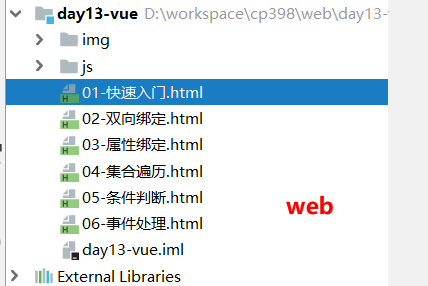 day13-vue D:\workspace\cp398\web\day13-
img
js
01-快速入门.html
02-双向绑定.html
03-属性绑定.html
04-集合遍历.html
05-条件判断.html
06-事件处理.html
web
day13-vue.iml
External Libraries